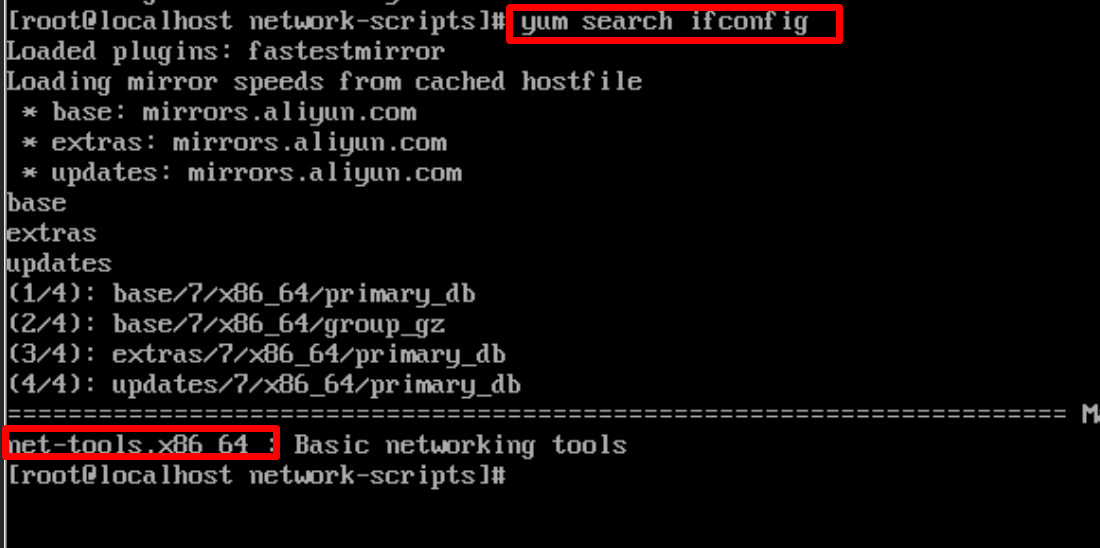 [root@localhost network-scripts]# yum search ifconfig
Loaded plugins: fastestmirror
Loading mirror speeds from cached hostfile
 * base: mirrors.aliyun.com
 * extras: mirrors.aliyun.com
 * updates: mirrors.aliyun.com
base
extras
updates
(1/4): base/7/x86_64/primary_db
(2/4): base/7/x86_64/group_gz
(3/4): extras/7/x86_64/primary_db
(4/4): updates/7/x86_64/primary_db
====================================================================== M
net-tools.x86_64 : Basic networking tools
[root@localhost network-scripts]#